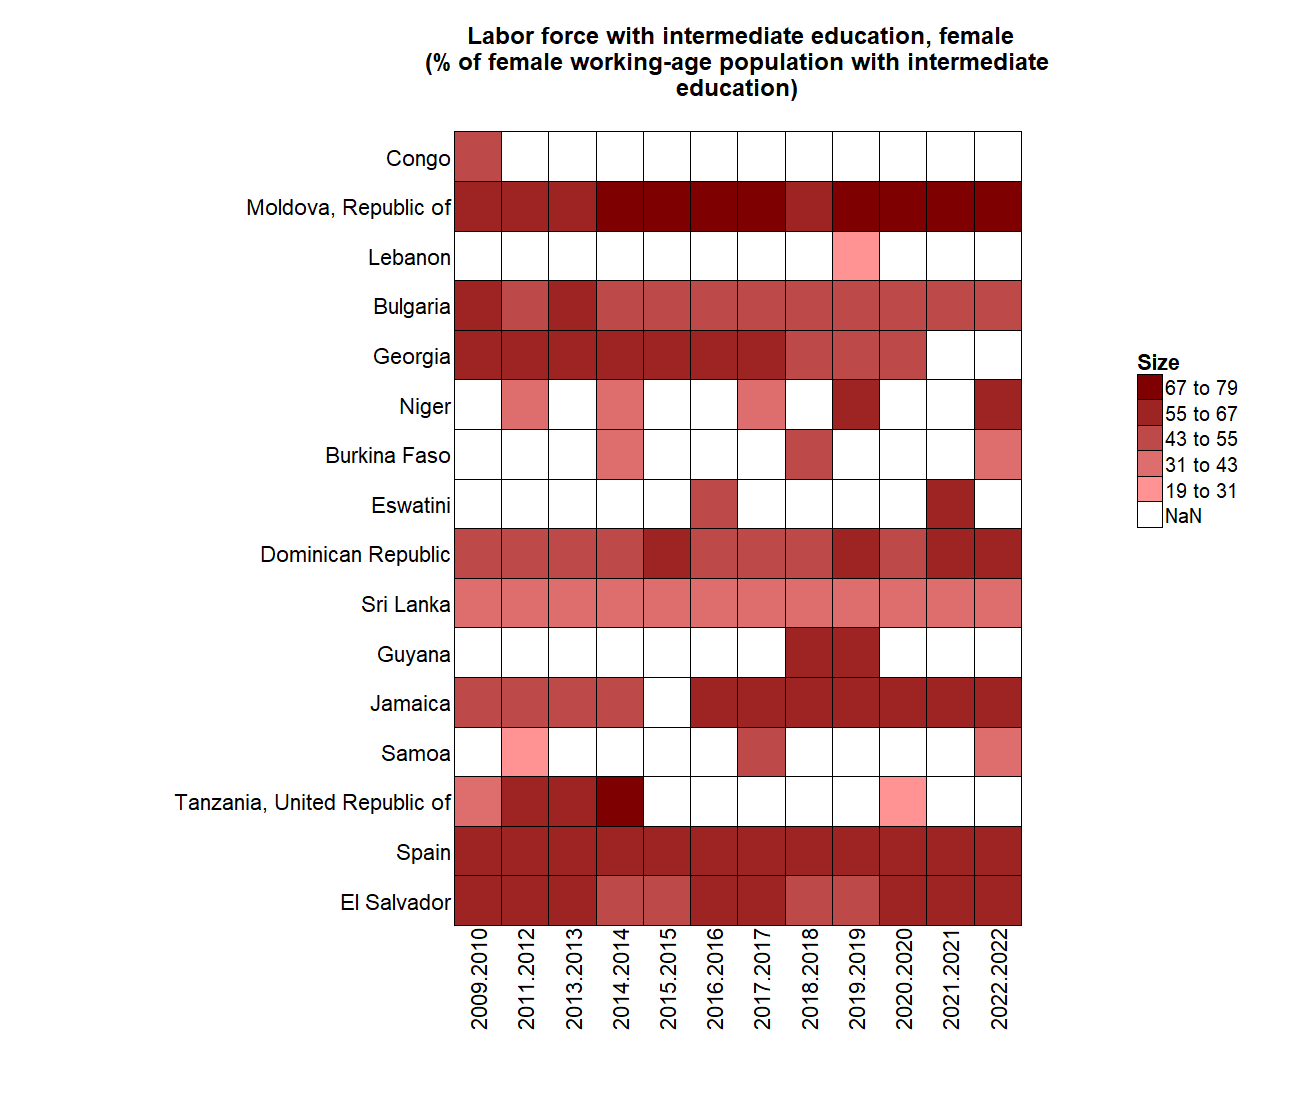 Labor force with intermediate education, female
(% of female working-age population with intermediate
education)
Congo
Moldova, Republic of
Lebanon
Bulgaria
Georgia
Niger
Burkina Faso
Eswatini
Dominican Republic
Sri Lanka
Guyana
Jamaica
Samoa
Tanzania, United Republic of
Spain
El Salvador
2009.2010
2011.2012
2013.2013
2014.2014
2015.2015
2016.2016
2017.2017
2018.2018
2019.2019
2020.2020
2021.2021
2022.2022
Size
67 to 79
55 to 67
43 to 55
31 to 43
19 to 31
NaN